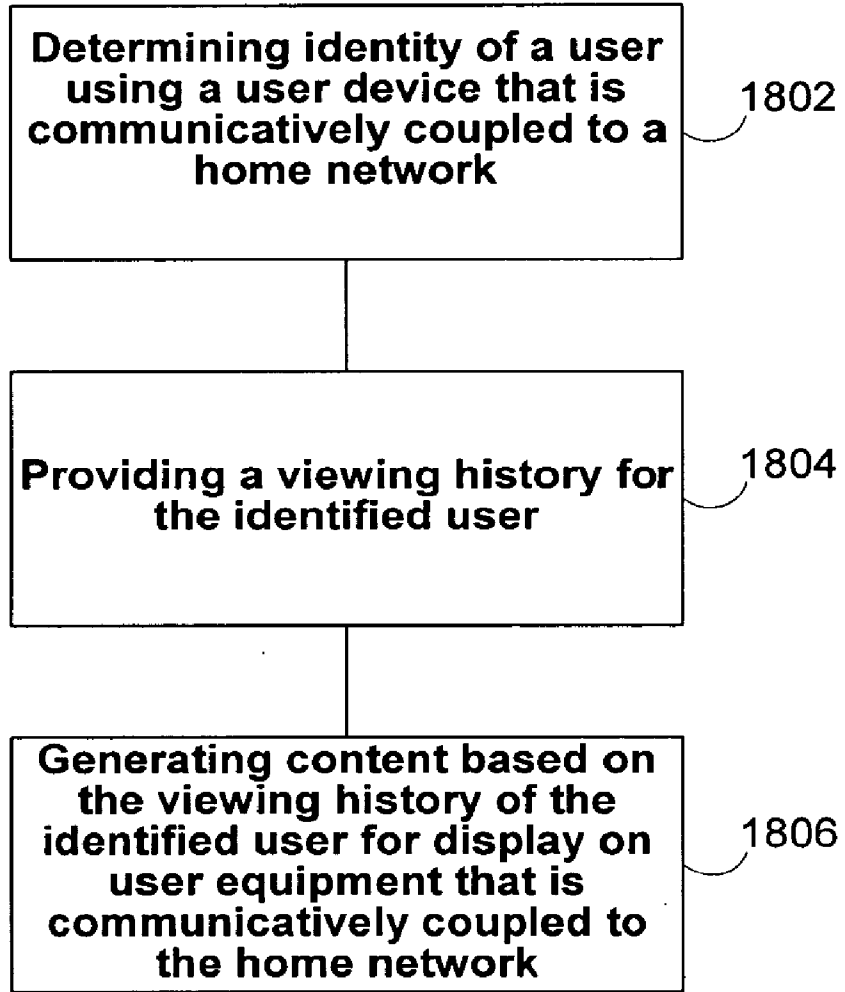 Determining identity of a user
using a user device that is
communicatively coupled to a
home network
1802
Providing a viewing history for
the identified user
1804
Generating content based on
the viewing history of the
identified user for display on
user equipment that is
communicatively coupled to
the home network
1806